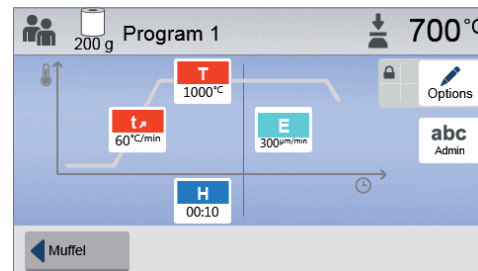 200 g Program 1 700°C
T
1000°C
Options
t↗
60°C/min
E
300µm/min
abc
Admin
H
00:10
Muffel